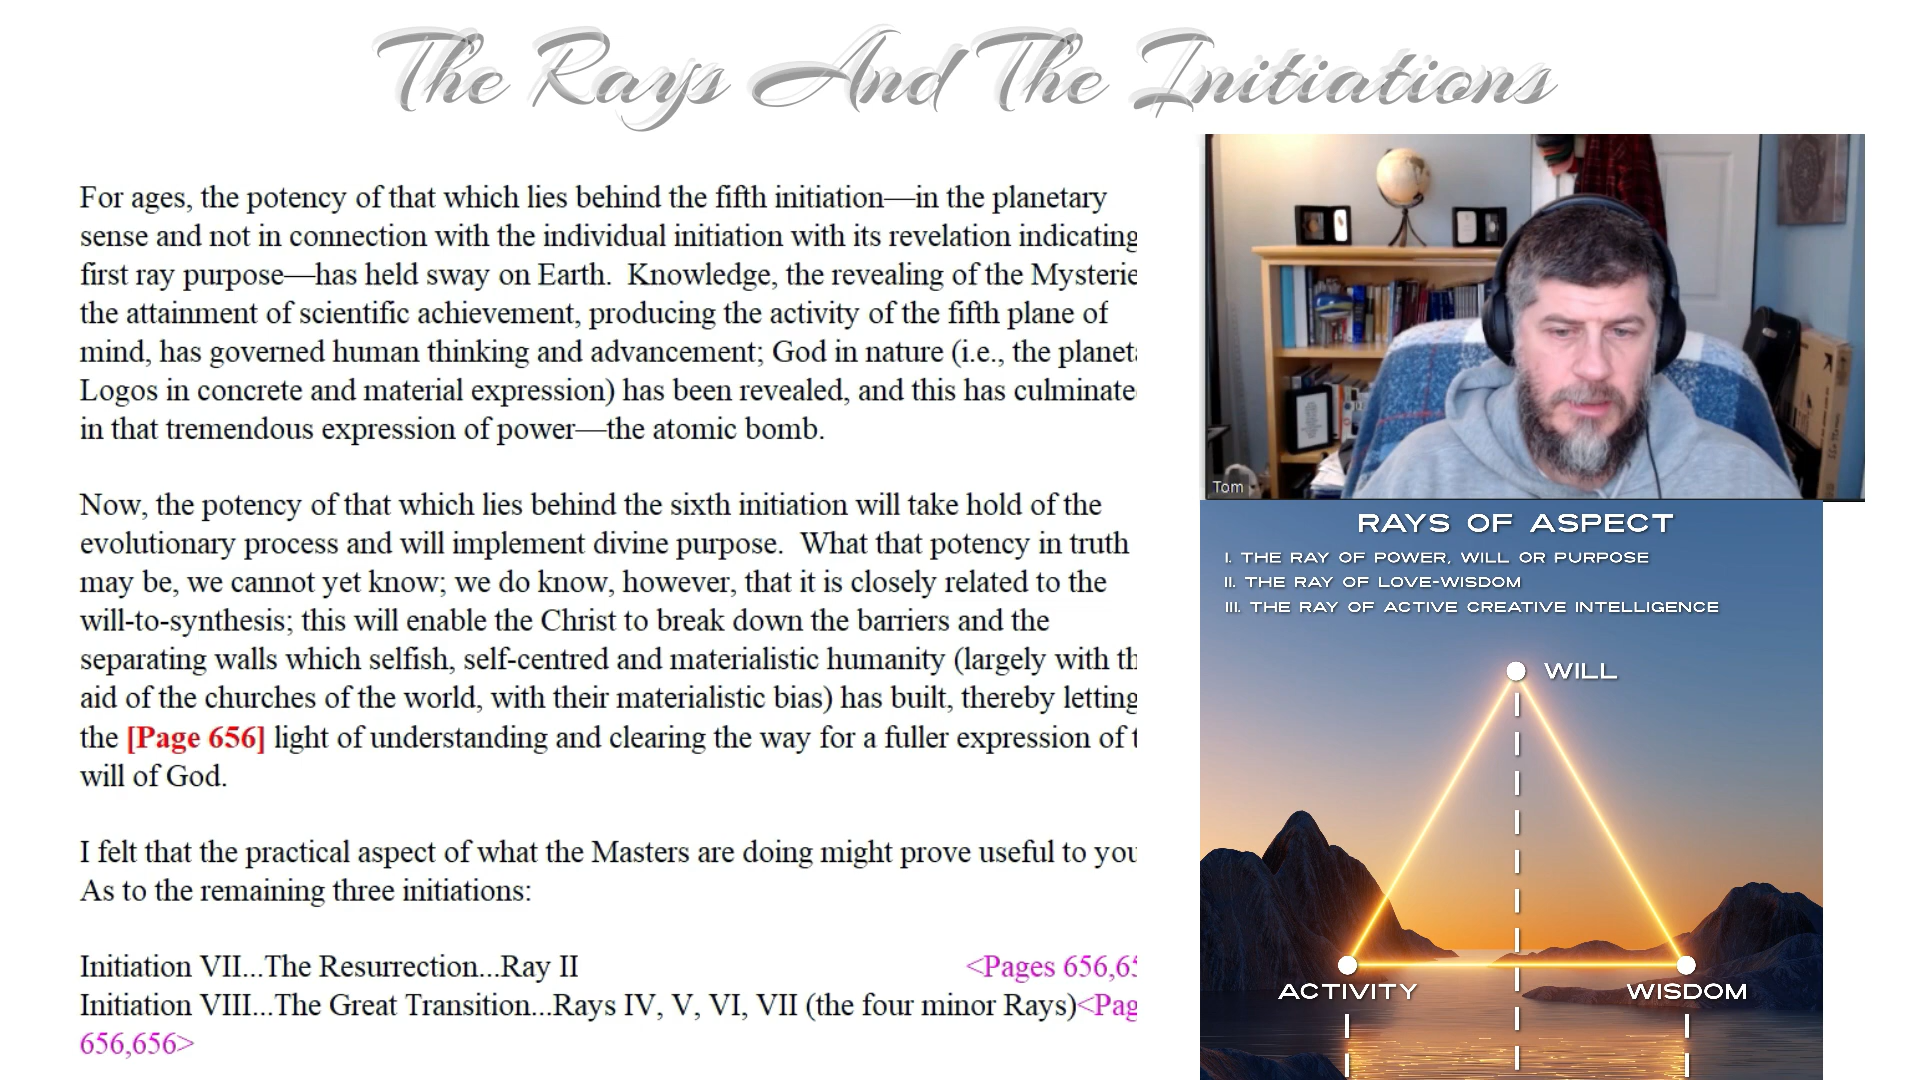 The Rays And The Initiations
For ages, the potency of that which lies behind the fifth initiation—in the planetary
sense and not in connection with the individual initiation with its revelation indicating
first ray purpose—has held sway on Earth.  Knowledge, the revealing of the Mysterie
the attainment of scientific achievement, producing the activity of the fifth plane of
mind, has governed human thinking and advancement; God in nature (i.e., the planeta
Logos in concrete and material expression) has been revealed, and this has culminate
in that tremendous expression of power—the atomic bomb.
Now, the potency of that which lies behind the sixth initiation will take hold of the
evolutionary process and will implement divine purpose.  What that potency in truth
may be, we cannot yet know; we do know, however, that it is closely related to the
will-to-synthesis; this will enable the Christ to break down the barriers and the
separating walls which selfish, self-centred and materialistic humanity (largely with th
aid of the churches of the world, with their materialistic bias) has built, thereby letting
the [Page 656] light of understanding and clearing the way for a fuller expression of t
will of God.
I felt that the practical aspect of what the Masters are doing might prove useful to you
As to the remaining three initiations:
Initiation VII...The Resurrection...Ray II <Pages 656,65
Initiation VIII...The Great Transition...Rays IV, V, VI, VII (the four minor Rays)<Pag
656,656>
Tom
RAYS OF ASPECT
I. THE RAY OF POWER, WILL OR PURPOSE
II. THE RAY OF LOVE-WISDOM
III. THE RAY OF ACTIVE CREATIVE INTELLIGENCE
WILL
ACTIVITY
WISDOM